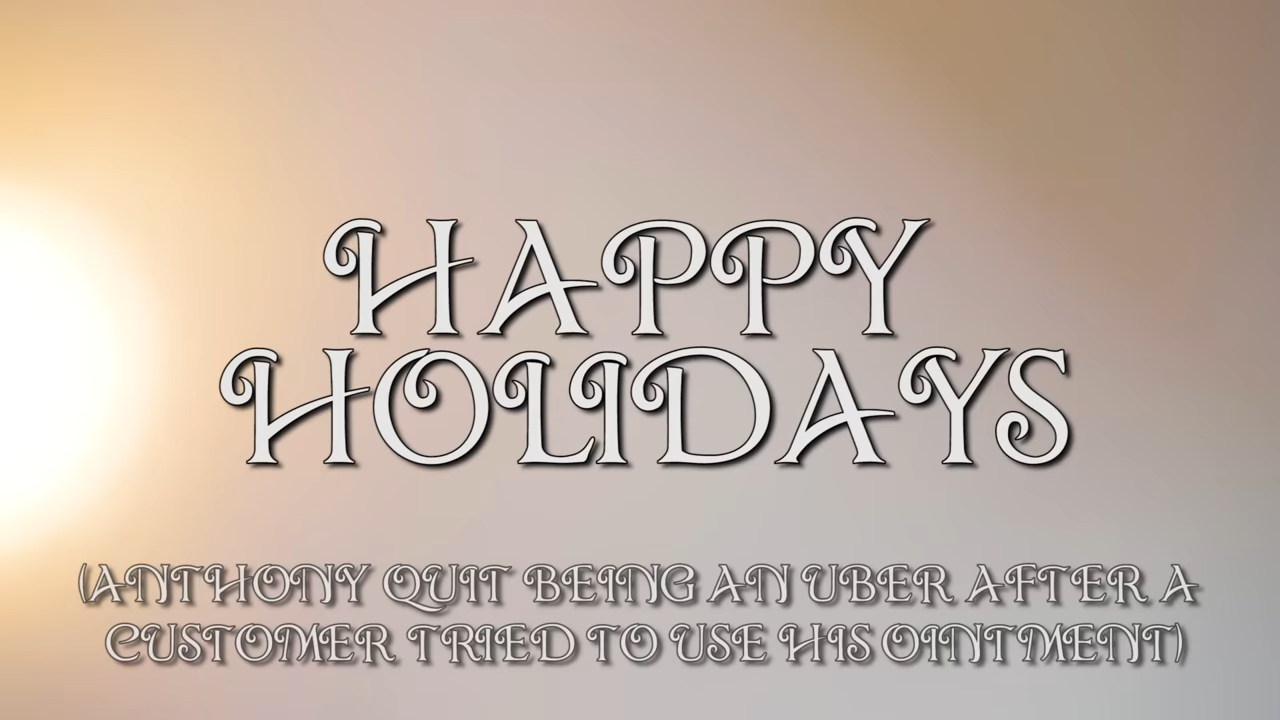 HAPPY
HOLIDAYS
(ANTHONY QUIT BEING AN UBER AFTER A
CUSTOMER TRIED TO USE HIS OINTMENT)